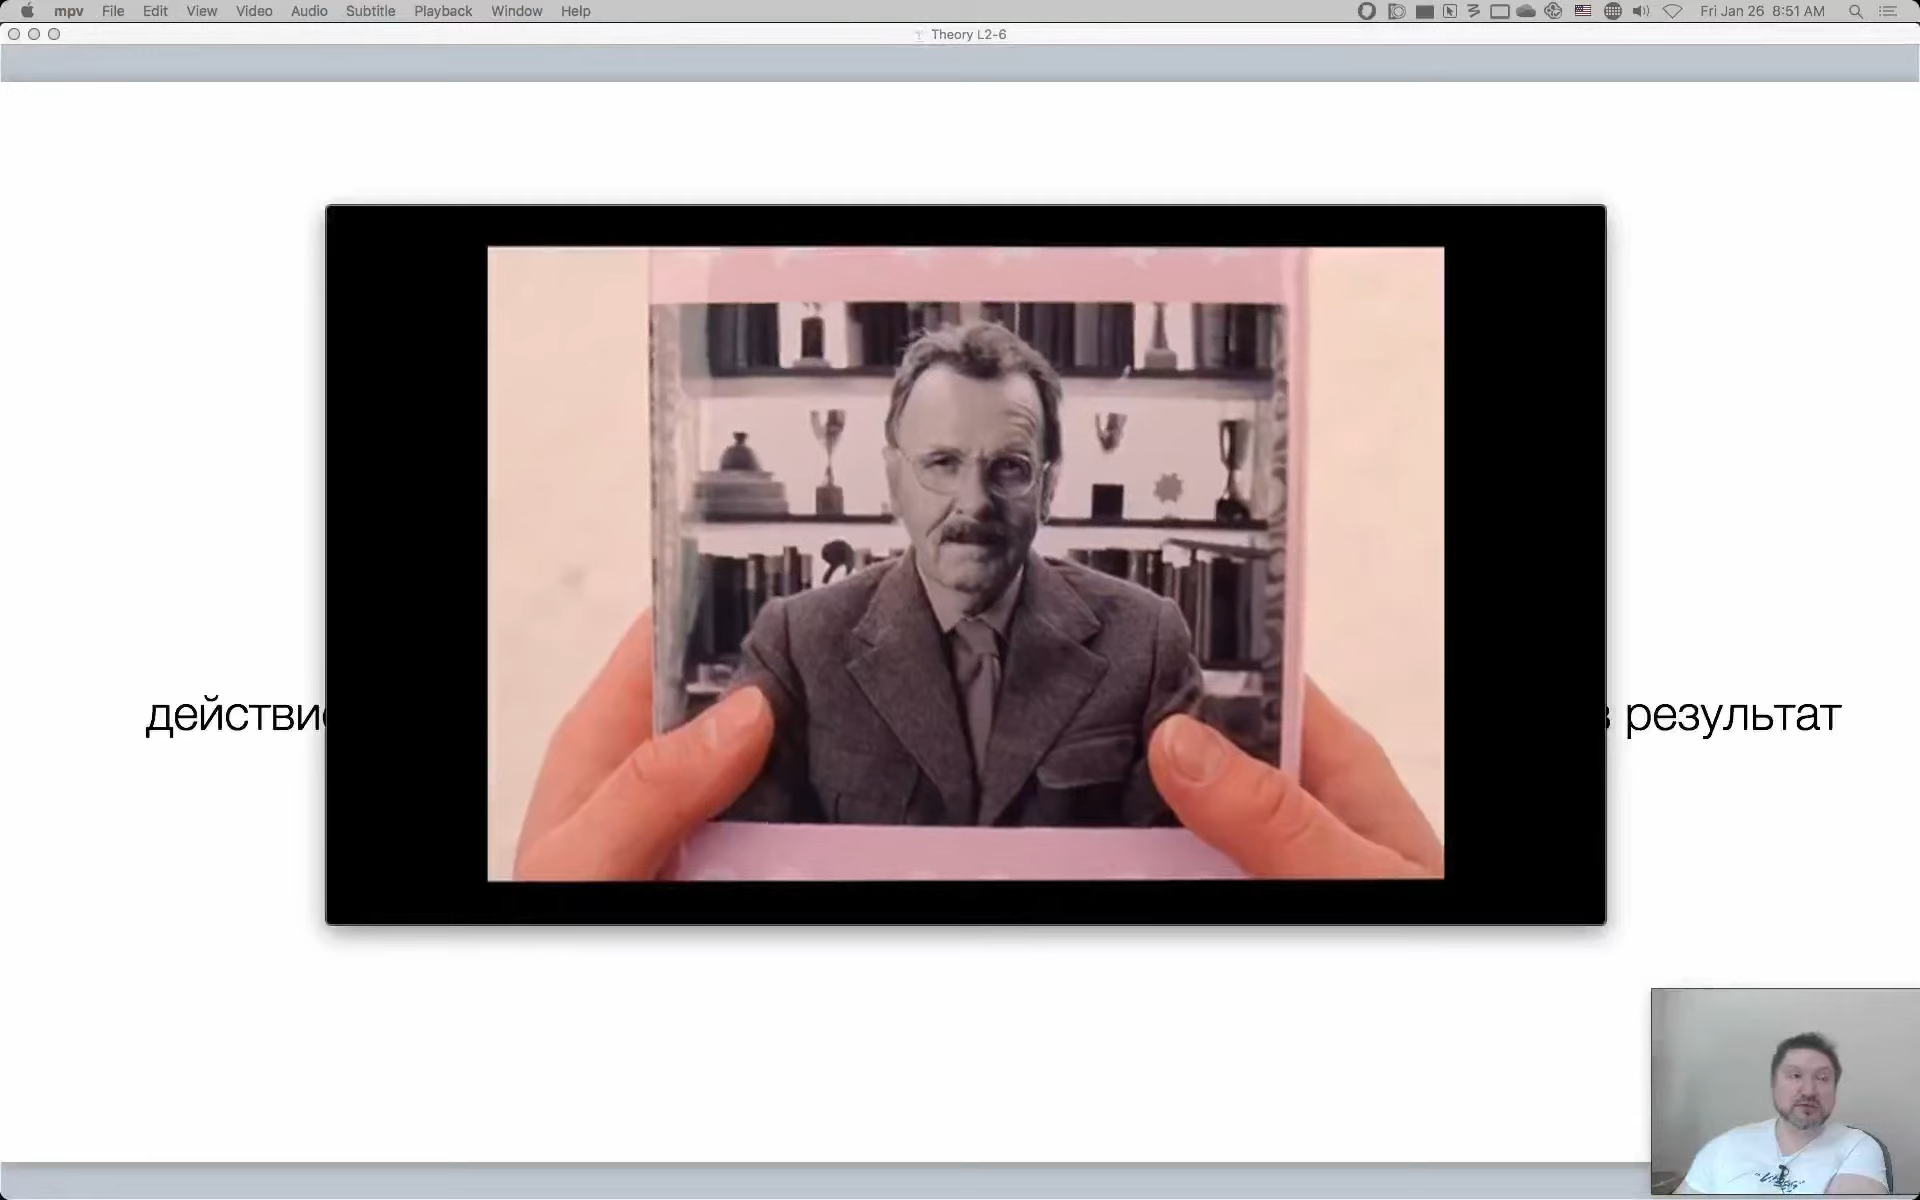 mpv File Edit View Video Audio Subtitle Playback Window Help Fri Jan 26 8:51 AM
Theory L2-6
результат